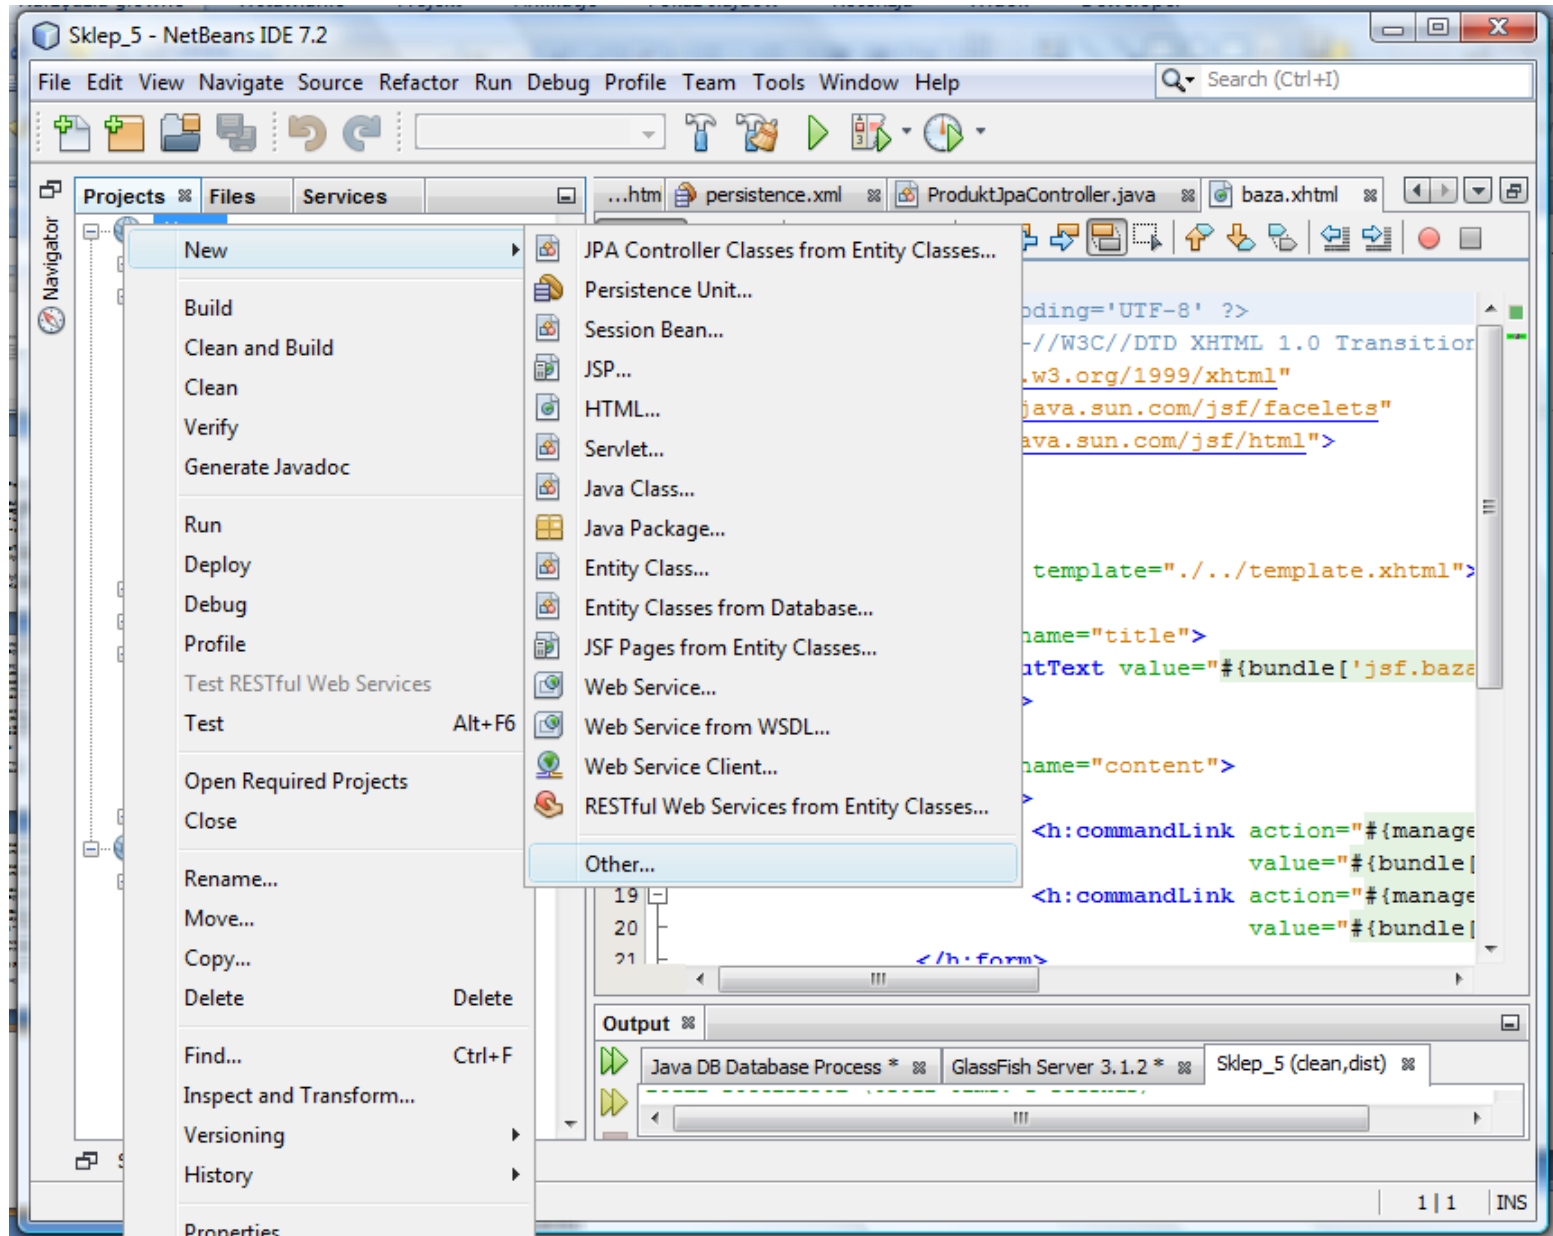 Sklep_5 - NetBeans IDE 7.2
File Edit View Navigate Source Refactor Run Debug Profile Team Tools Window Help
Search (Ctrl+I)
Projects Files Services
Navigator
...htm persistence.xml ProduktJpaController.java baza.xhtml
New
Build
Clean and Build
Clean
Verify
Generate Javadoc
Run
Deploy
Debug
Profile
Test RESTful Web Services
Test Alt+F6
Open Required Projects
Close
Rename...
Move...
Copy...
Delete Delete
Find... Ctrl+F
Inspect and Transform...
Versioning
History
Properties
JPA Controller Classes from Entity Classes...
Persistence Unit...
Session Bean...
JSP...
HTML...
Servlet...
Java Class...
Java Package...
Entity Class...
Entity Classes from Database...
JSF Pages from Entity Classes...
Web Service...
Web Service from WSDL...
Web Service Client...
RESTful Web Services from Entity Classes...
Other...
oding='UTF-8' ?>
-//W3C//DTD XHTML 1.0 Transition
.w3.org/1999/xhtml"
java.sun.com/jsf/facelets"
ava.sun.com/jsf/html">
template="./../template.xhtml">
name="title">
utText value="#{bundle['jsf.baza
>
name="content">
>
<h:commandLink action="#{manage
value="#{bundle[
19 <h:commandLink action="#{manage
20 value="#{bundle[
21 </h:form>
Output
Java DB Database Process * GlassFish Server 3.1.2 * Sklep_5 (clean,dist)
1|1 INS